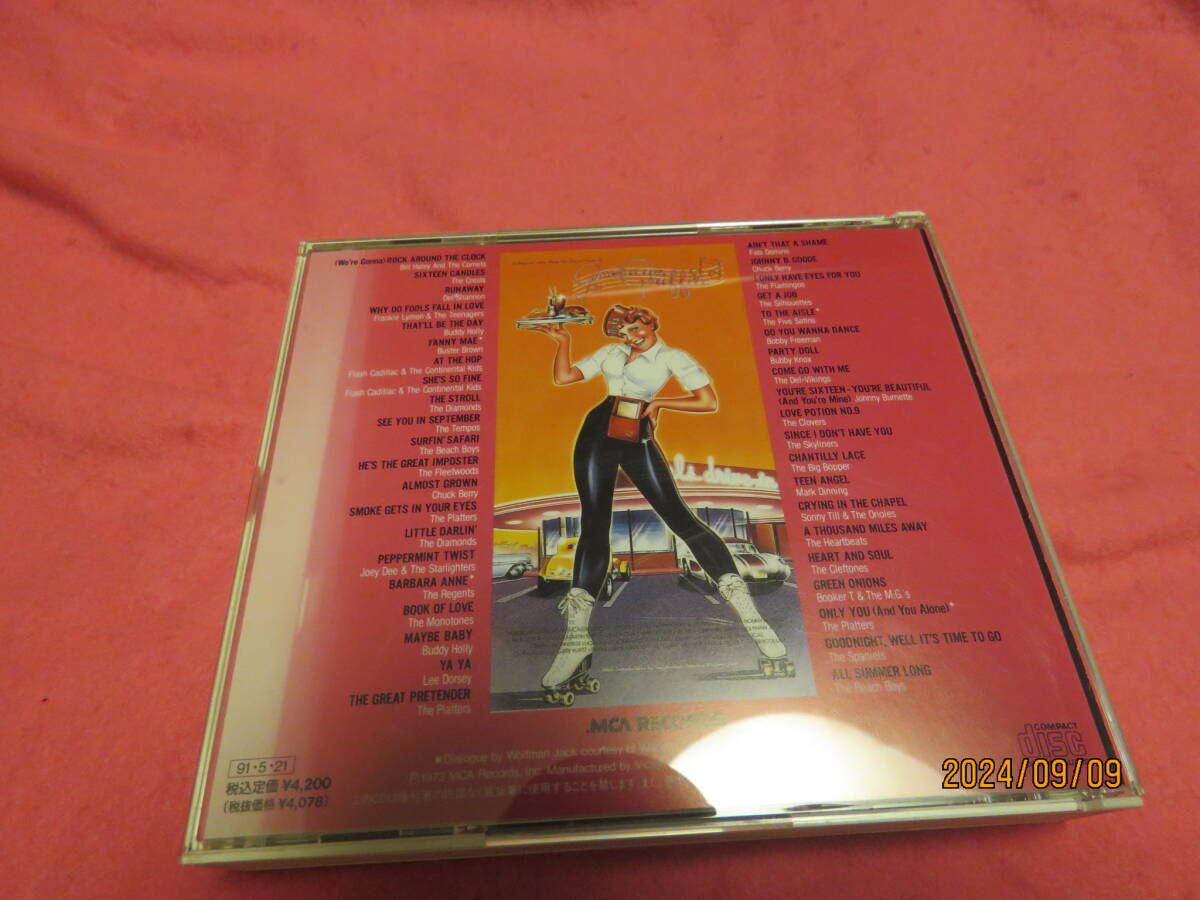 (We're Gonna) ROCK AROUND THE CLOCK
Bill Haley And The Comets
SIXTEEN CANDLES
The Crests
RUNAWAY
Del Shannon
WHY DO FOOLS FALL IN LOVE
Frankie Lymon & The Teenagers
THAT'LL BE THE DAY
Buddy Holly
FANNY MAE*
Buster Brown
AT THE HOP
Flash Cadillac & The Continental Kids
SHE'S SO FINE
Flash Cadillac & The Continental Kids
THE STROLL
The Diamonds
SEE YOU IN SEPTEMBER
The Tempos
SURFIN' SAFARI
The Beach Boys
HE'S THE GREAT IMPOSTER
The Fleetwoods
ALMOST GROWN
Chuck Berry
SMOKE GETS IN YOUR EYES
The Platters
LITTLE DARLIN'
The Diamonds
PEPPERMINT TWIST
Joey Dee & The Starlighters
BARBARA ANNE*
The Regents
BOOK OF LOVE
The Monotones
MAYBE BABY
Buddy Holly
YA YA
Lee Dorsey
THE GREAT PRETENDER
The Platters
AIN'T THAT A SHAME
Fats Domino
JOHNNY B. GOODE
Chuck Berry
I ONLY HAVE EYES FOR YOU
The Flamingos
GET A JOB
The Silhouettes
TO THE AISLE*
The Five Satins
DO YOU WANNA DANCE
Bobby Freeman
PARTY DOLL
Bubby Knox
COME GO WITH ME
The Del-Vikings
YOU'RE SIXTEEN-YOU'RE BEAUTIFUL
(And You're Mine) Johnny Burnette
LOVE POTION NO.9
The Clovers
SINCE I DON'T HAVE YOU
The Skyliners
CHANTILLY LACE
The Big Bopper
TEEN ANGEL
Mark Dinning
CRYING IN THE CHAPEL
Sonny Till & The Orioles
A THOUSAND MILES AWAY
The Heartbeats
HEART AND SOUL
The Cleftones
GREEN ONIONS
Booker T & The M.G.'s
ONLY YOU (And You Alone)*
The Platters
GOODNIGHT, WELL IT'S TIME TO GO
The Spaniels
ALL SUMMER LONG
The Beach Boys
.MCA RECORDS
*Dialogue by Wolfman Jack courtesy of
Ⓟ1973 MCA Records, Inc. Manufactured by
91・5・21
税込定価 ¥4,200
(税抜価格 ¥4,078)
COMPACT
disc
2024/09/09